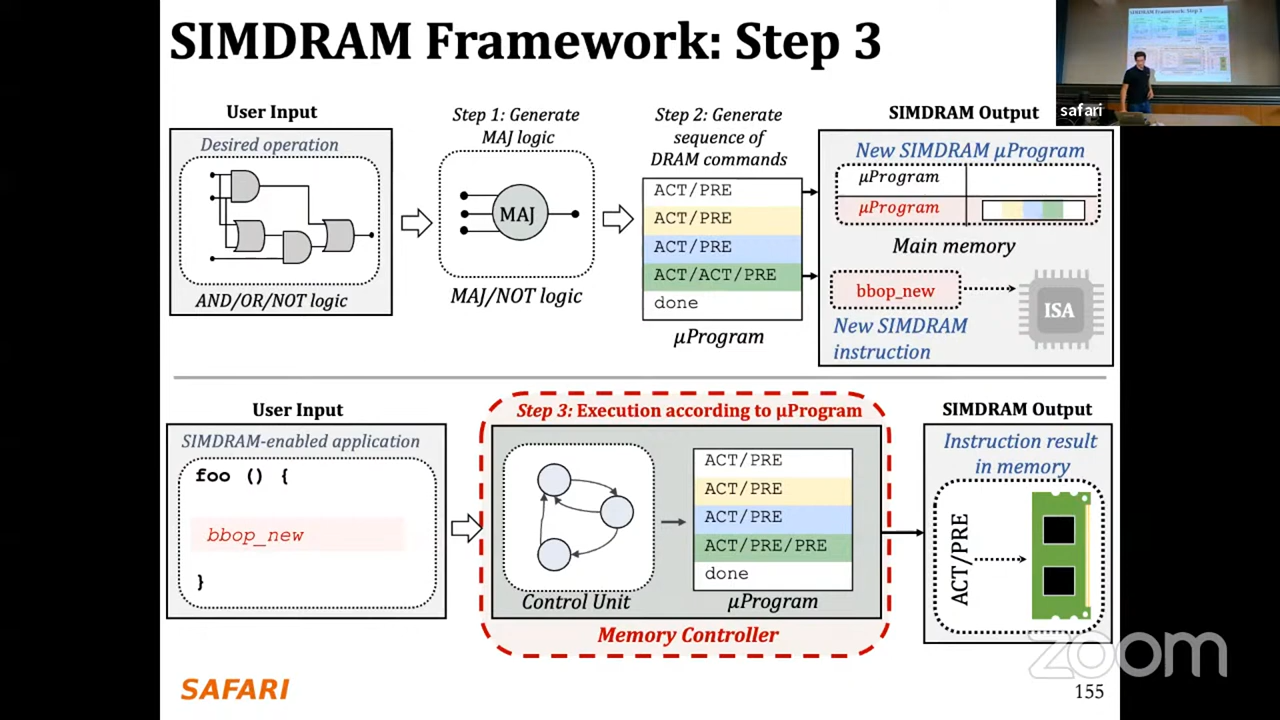 SIMDRAM Framework: Step 3
safari
User Input
Desired operation
AND/OR/NOT logic
Step 1: Generate
MAJ logic
MAJ
MAJ/NOT logic
Step 2: Generate
sequence of
DRAM commands
ACT/PRE
ACT/PRE
ACT/PRE
ACT/ACT/PRE
done
μProgram
SIMDRAM Output
New SIMDRAM μProgram
μProgram
μProgram
Main memory
bbop_new
ISA
New SIMDRAM
instruction
User Input
SIMDRAM-enabled application
foo () {
bbop_new
}
Step 3: Execution according to μProgram
Control Unit
ACT/PRE
ACT/PRE
ACT/PRE
ACT/PRE/PRE
done
μProgram
Memory Controller
SIMDRAM Output
Instruction result
in memory
ACT/PRE
zoom
SAFARI
155